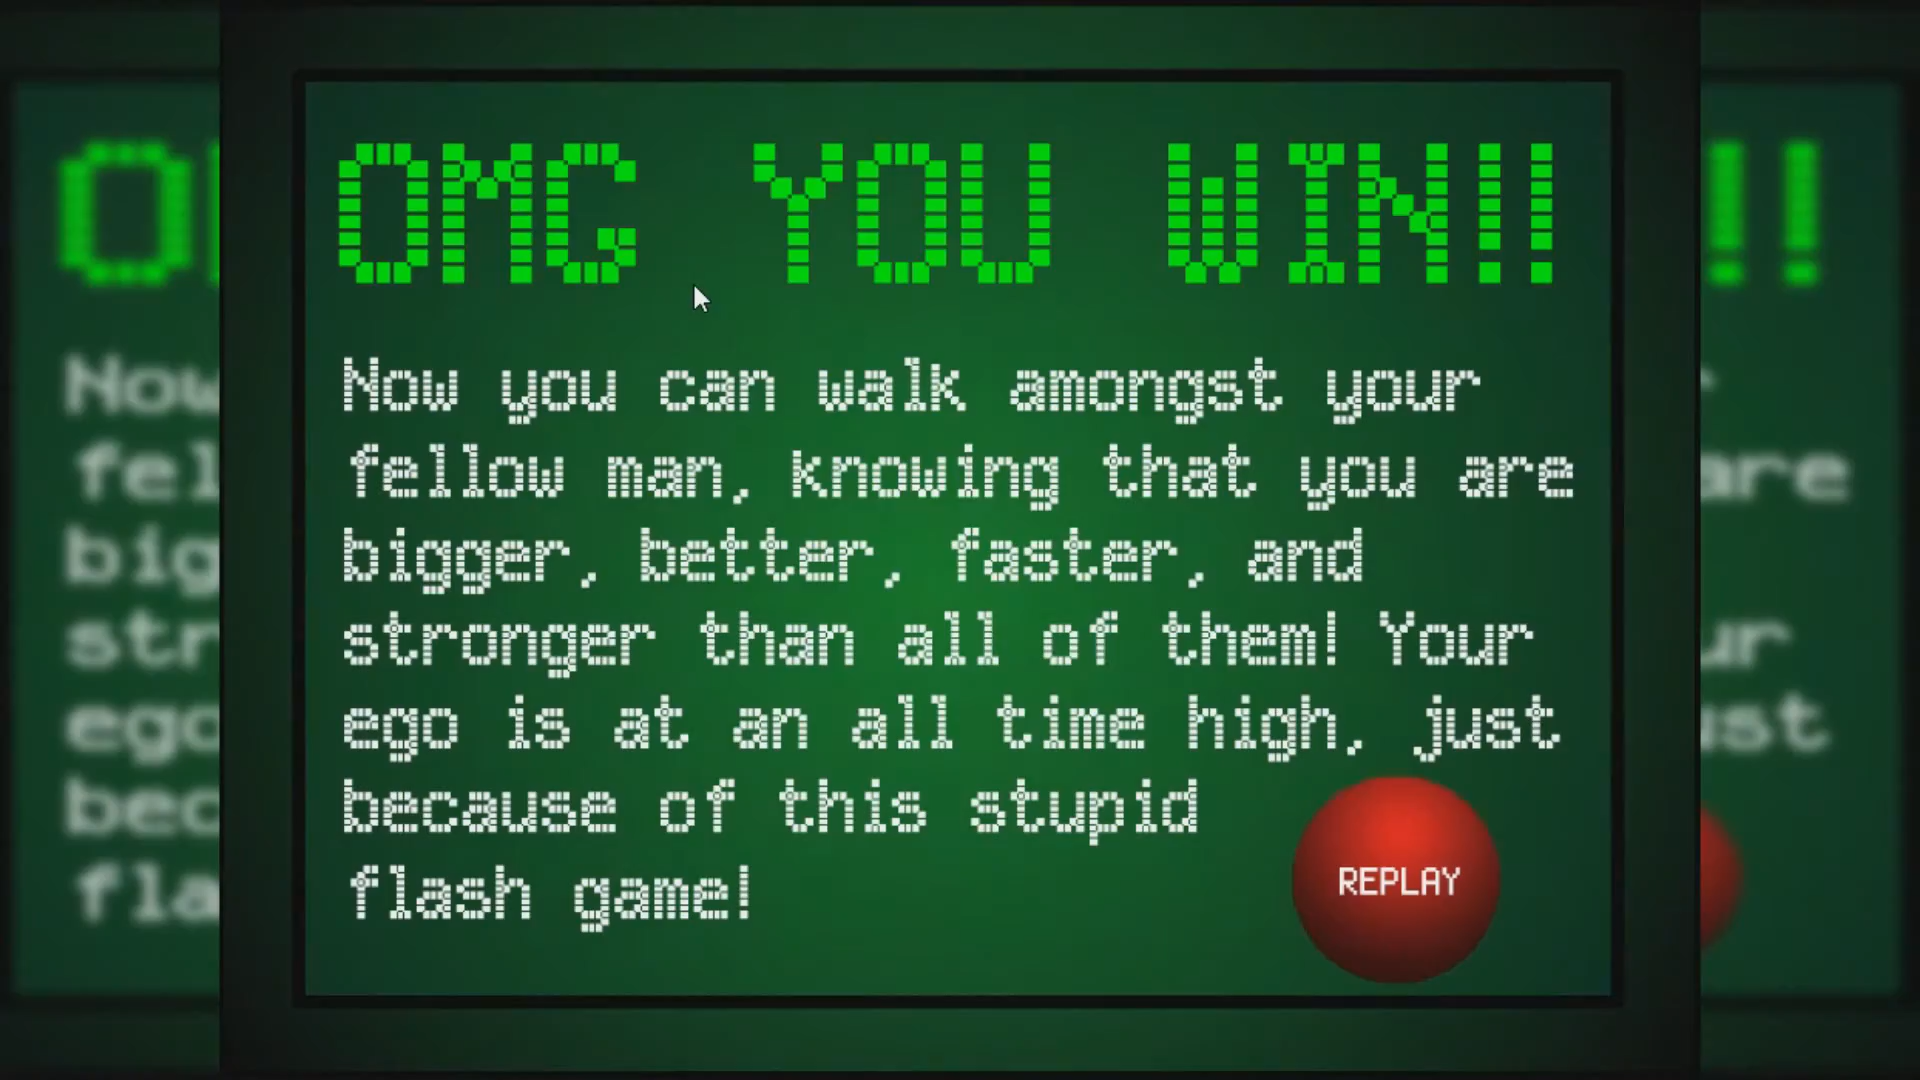 OMG YOU WIN!!
Now you can walk amongst your
fellow man, knowing that you are
bigger, better, faster, and
stronger than all of them! Your
ego is at an all time high, just
because of this stupid
flash game!
REPLAY